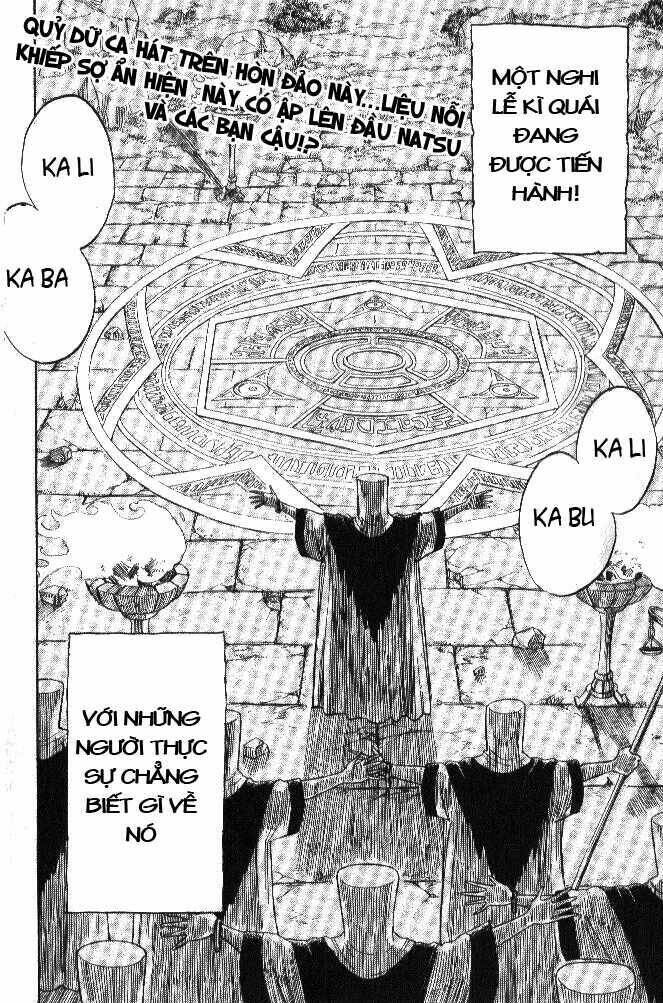 QUỶ DỮ CA HÁT TRÊN HÒN ĐẢO NÀY...LIỆU NỖI
KHIẾP SỢ ẨN HIỆN NÀY CÓ ẬP LÊN ĐẦU NATSU
VÀ CÁC BẠN CẬU!?
MỘT NGHI
LỄ KÌ QUÁI
ĐANG
ĐƯỢC TIẾN
HÀNH!
KA LI
KA BA
KA LI
KA BU
VỚI NHỮNG
NGƯỜI THỰC
SỰ CHẲNG
BIẾT GÌ VỀ
NÓ